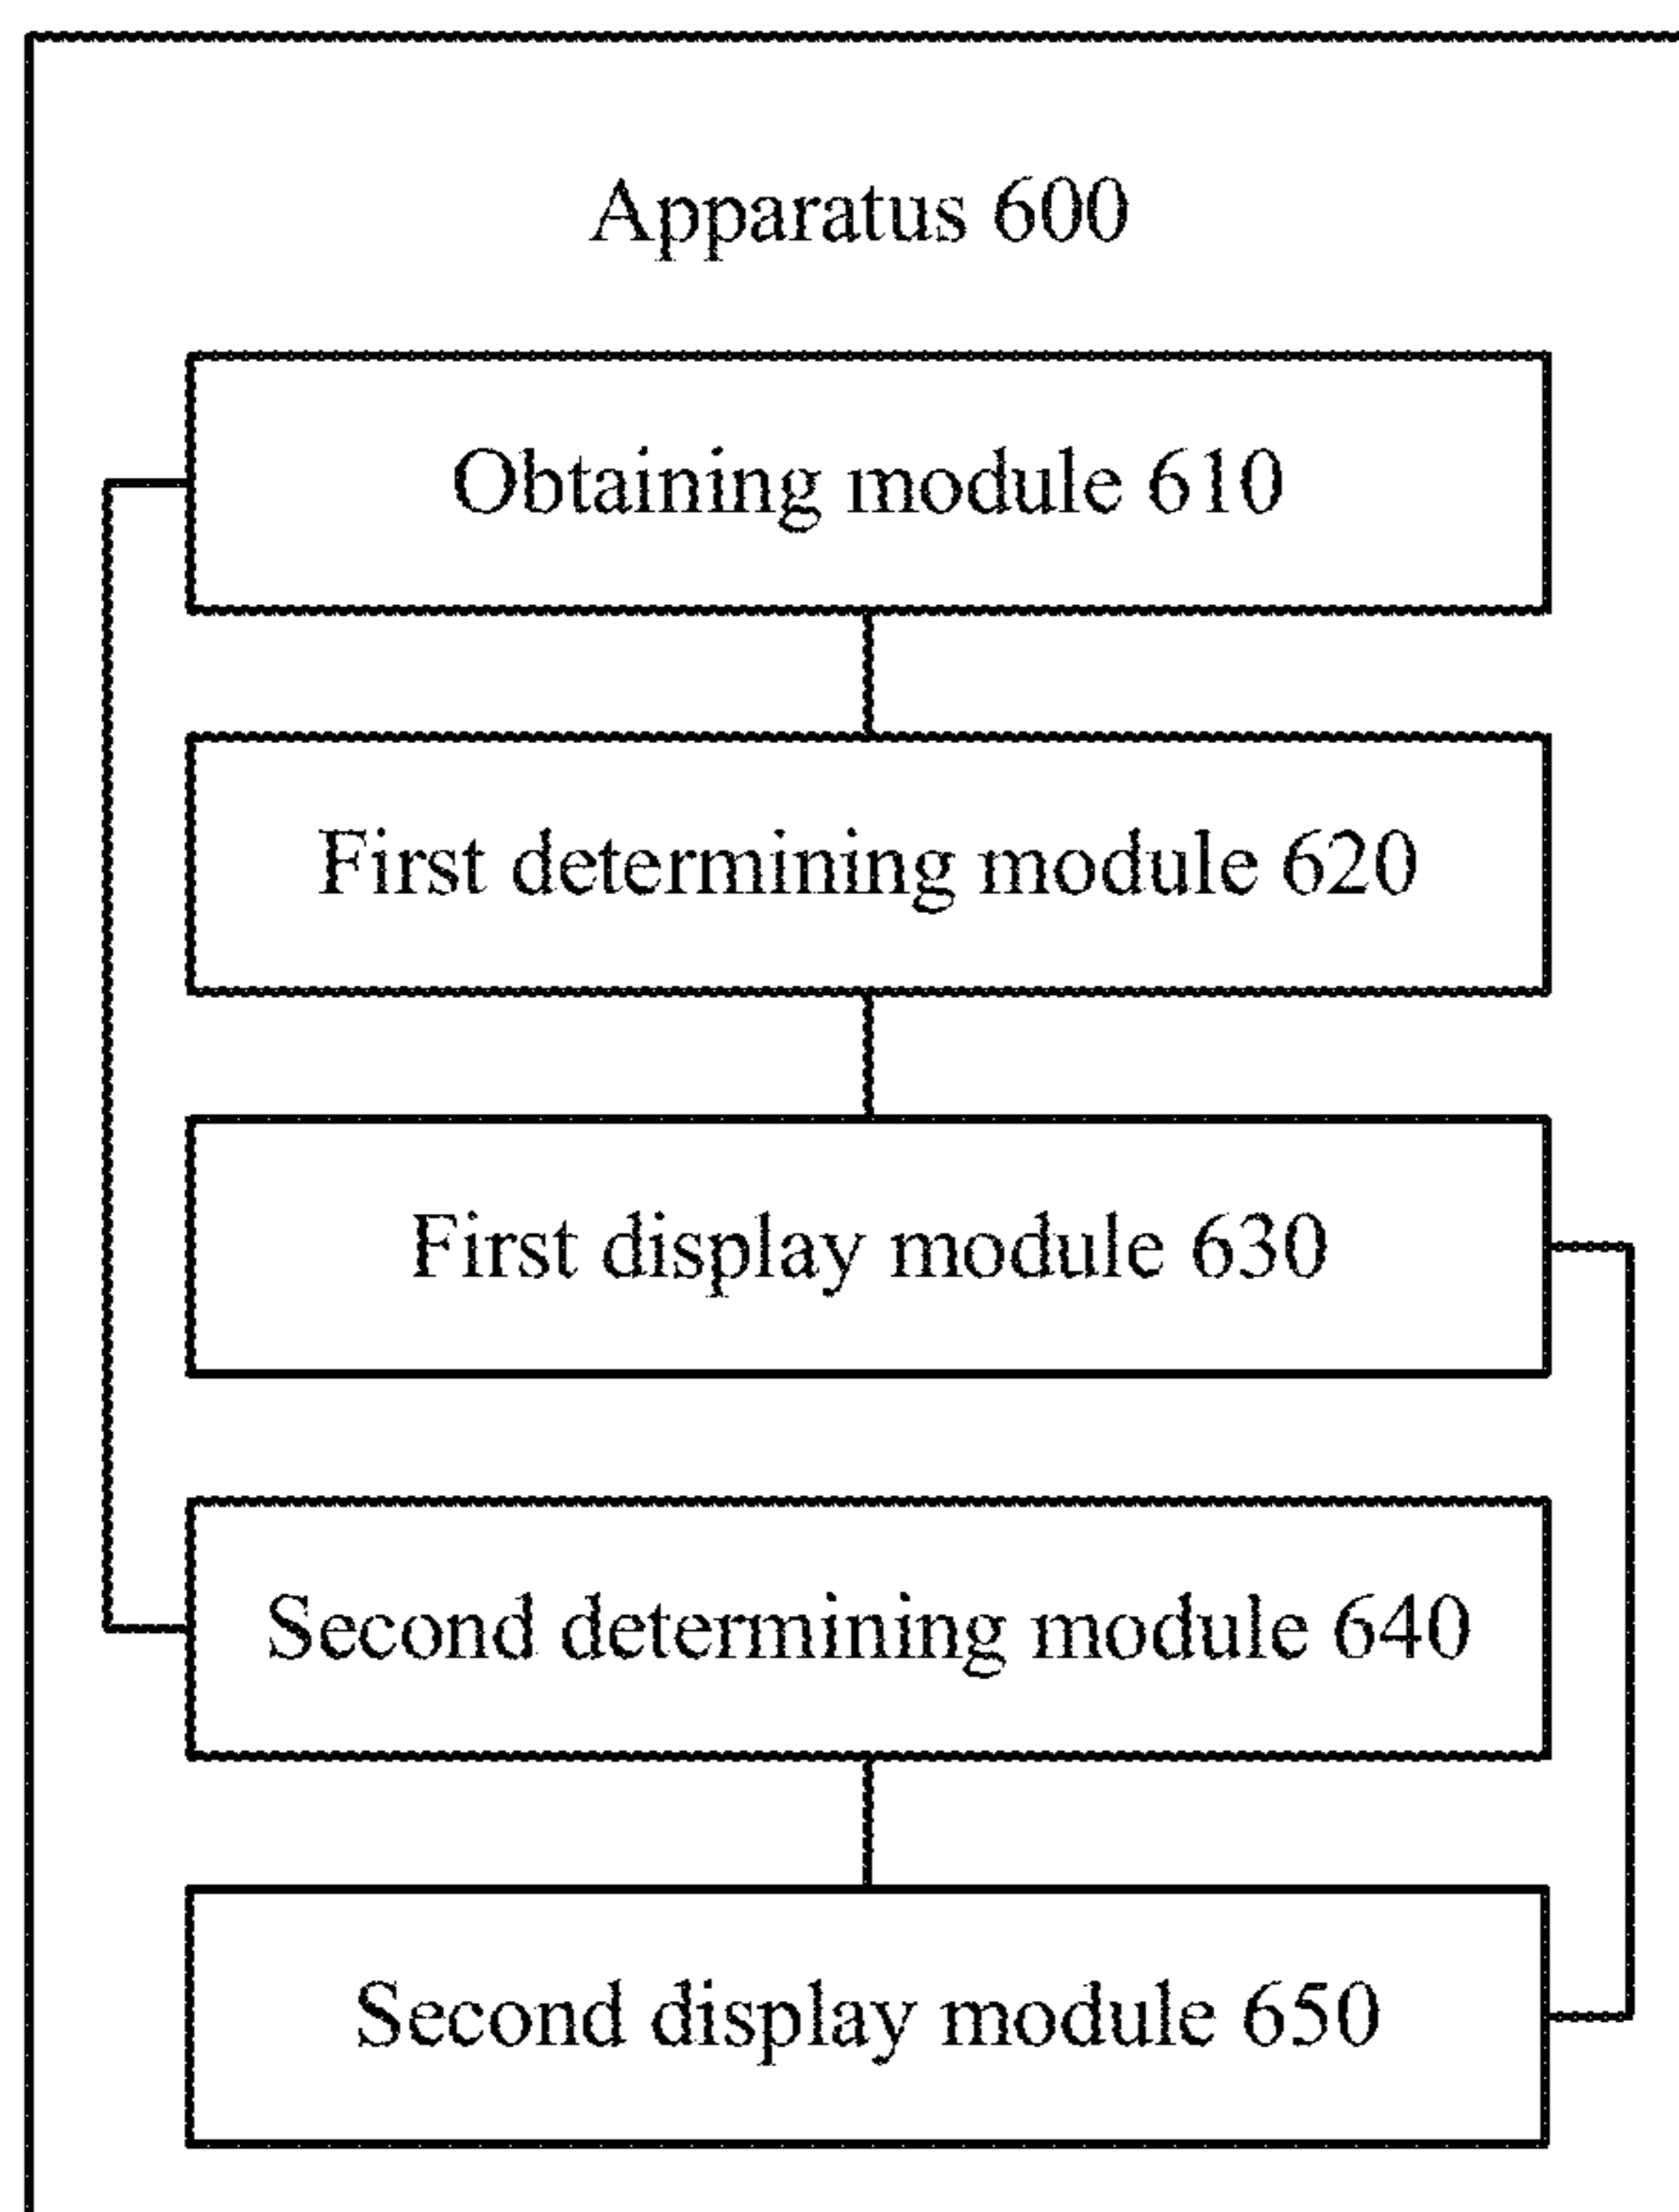 Apparatus 600
Obtaining module 610
First determining module 620
First display module 630
Second determining module 640
Second display module 650